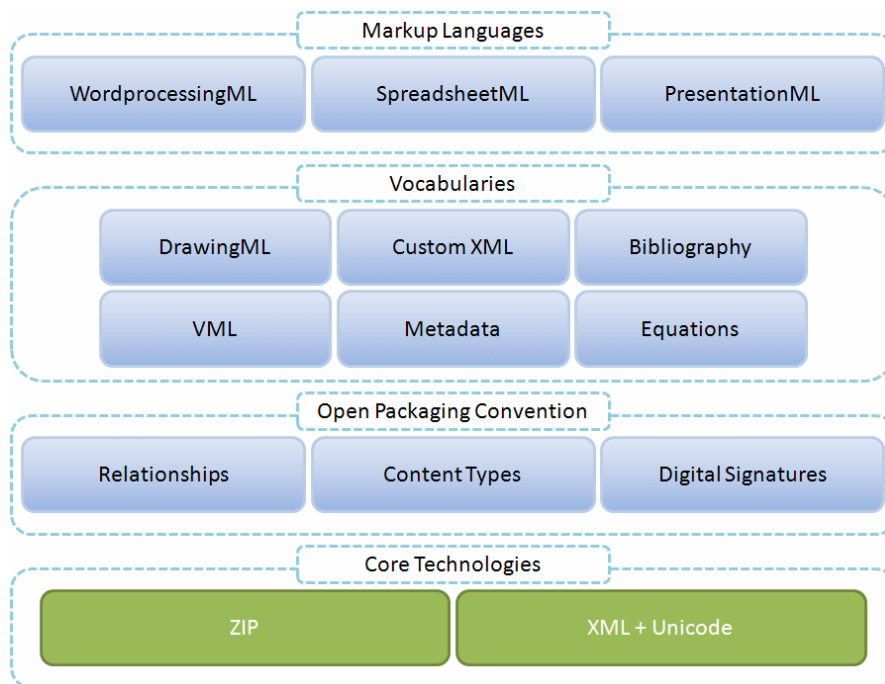 Markup Languages
WordprocessingML
SpreadsheetML
PresentationML
Vocabularies
DrawingML
Custom XML
Bibliography
VML
Metadata
Equations
Open Packaging Convention
Relationships
Content Types
Digital Signatures
Core Technologies
ZIP
XML + Unicode